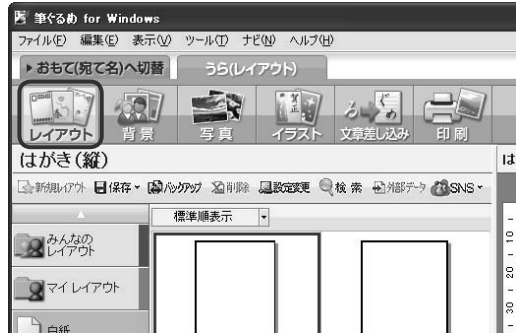 筆ぐるめ for Windows
ファイル(F) 編集(E) 表示(V) ツール(T) ナビ(N) ヘルプ(H)
おもて(宛て名)へ切替 うら(レイアウト)
レイアウト 背景 写真 イラスト 文章差し込み 印刷
はがき(縦) は
新規レイアウト 保存 バックアップ 削除 設定変更 検索 外部データ SNS
標準順表示
みんなの
レイアウト
マイ レイアウト
白紙
10
20
30